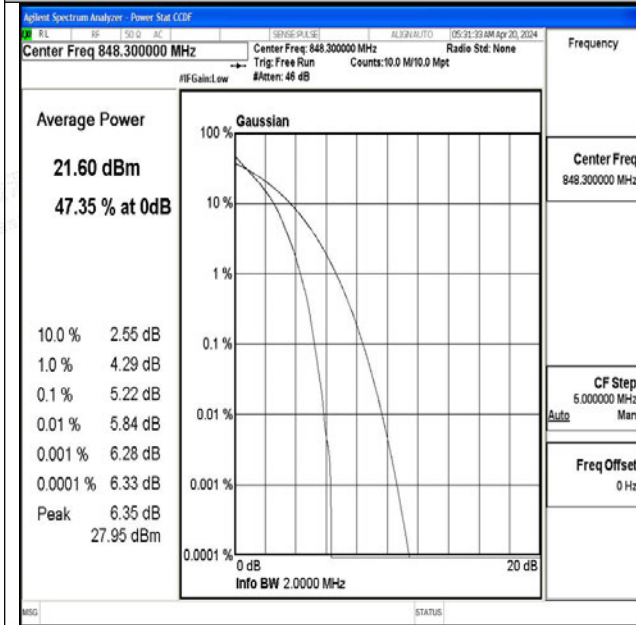 Agilent Spectrum Analyzer - Power Stat CCDF
RL RF 50 Ω AC SENSE:PULSE ALIGNAUTO 05:31:33 AM Apr 20, 2024
Center Freq 848.300000 MHz
Center Freq: 848.300000 MHz Radio Std: None
Trig: Free Run Counts:10.0 M/10.0 Mpt
#IFGain:Low #Atten: 46 dB
Frequency
Average Power
21.60 dBm
47.35 % at 0dB
10.0 % 2.55 dB
1.0 % 4.29 dB
0.1 % 5.22 dB
0.01 % 5.84 dB
0.001 % 6.28 dB
0.0001 % 6.33 dB
Peak 6.35 dB
27.95 dBm
Gaussian
100 %
10 %
1 %
0.1 %
0.01 %
0.001 %
0.0001 %
0 dB 20 dB
Info BW 2.0000 MHz
Center Freq
848.300000 MHz
CF Step
5.000000 MHz
Auto Man
Freq Offset
0 Hz
MSG STATUS